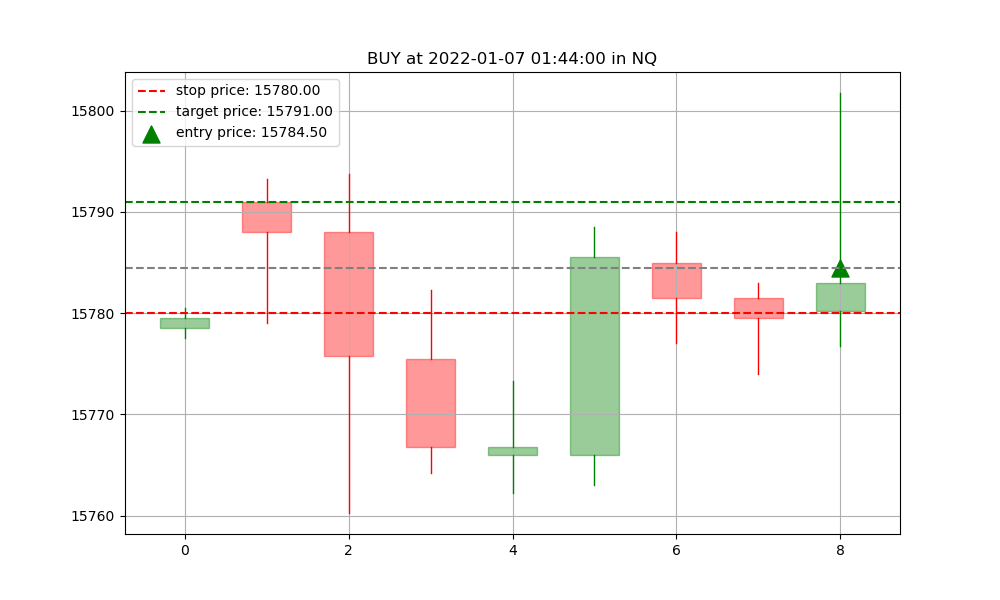 BUY at 2022-01-07 01:44:00 in NQ
stop price: 15780.00
target price: 15791.00
entry price: 15784.50
15800
15790
15780
15770
15760
0 2 4 6 8